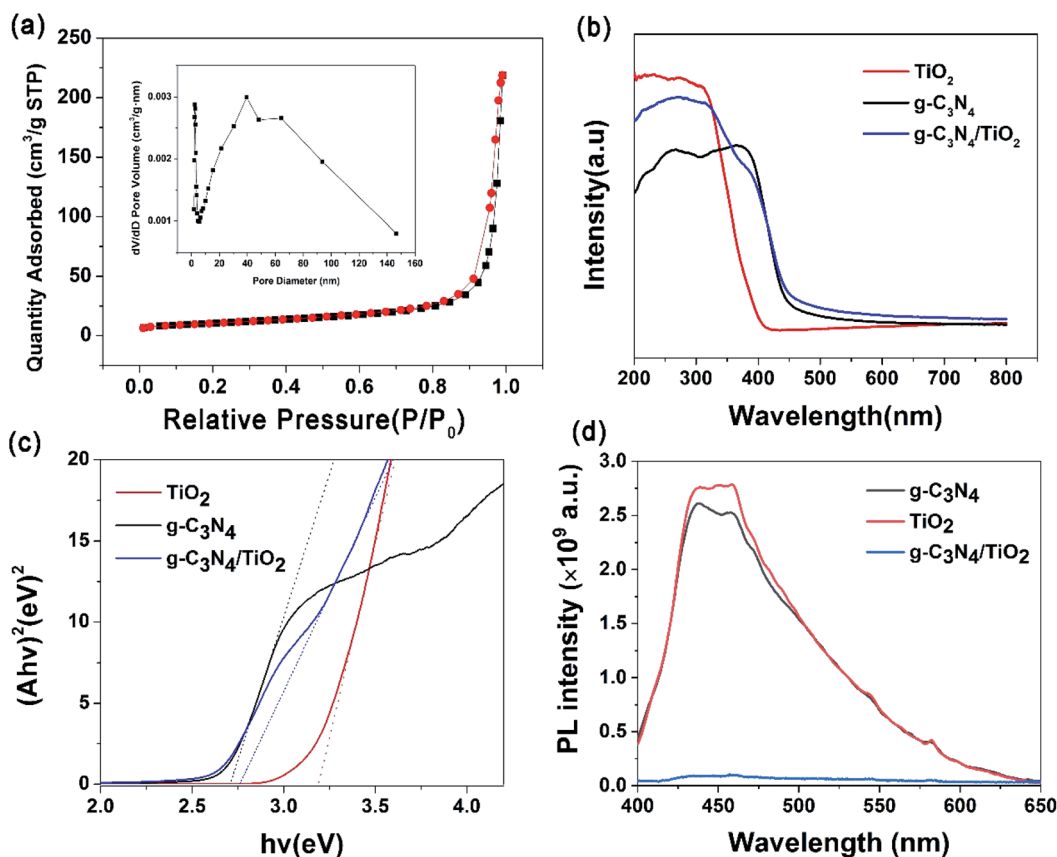 (a)
250
200
150
100
50
0
Quantity Adsorbed (cm³/g STP)
0.0 0.2 0.4 0.6 0.8 1.0
Relative Pressure(P/P₀)
0.003
0.002
0.001
dV/dD Pore Volume (cm³/g·nm)
0 20 40 60 80 100 120 140 160
Pore Diameter (nm)
(b)
TiO₂
g-C₃N₄
g-C₃N₄/TiO₂
Intensity(a.u)
200 300 400 500 600 700 800
Wavelength(nm)
(c)
20
15
10
5
0
TiO₂
g-C₃N₄
g-C₃N₄/TiO₂
(Ahν)²(eV)²
2.0 2.5 3.0 3.5 4.0
hν(eV)
(d)
3.0
2.5
2.0
1.5
1.0
0.5
0.0
g-C₃N₄
TiO₂
g-C₃N₄/TiO₂
PL intensity (×10⁹ a.u.)
400 450 500 550 600 650
Wavelength (nm)